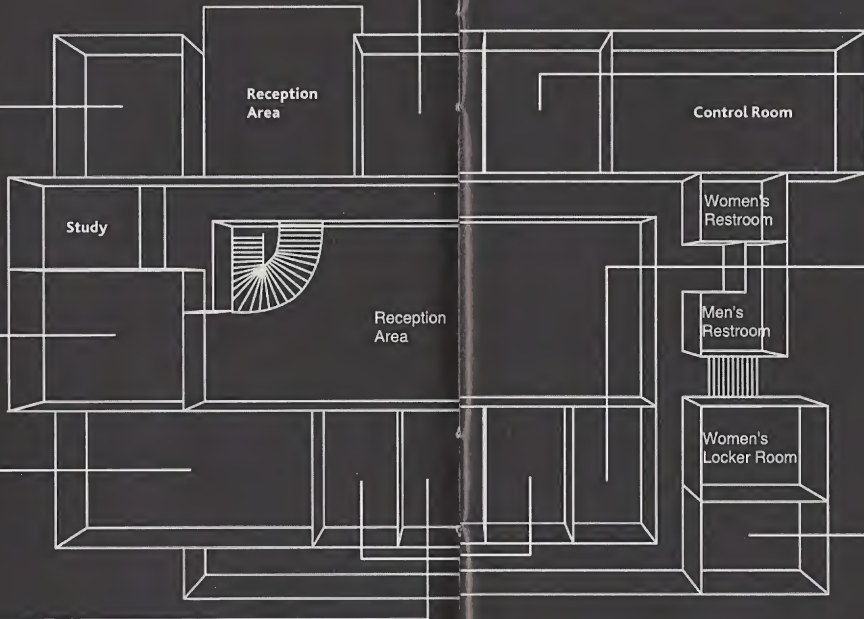 Reception
Area
Control Room
Women's
Restroom
Study
Reception
Area
Men's
Restroom
Women's
Locker Room